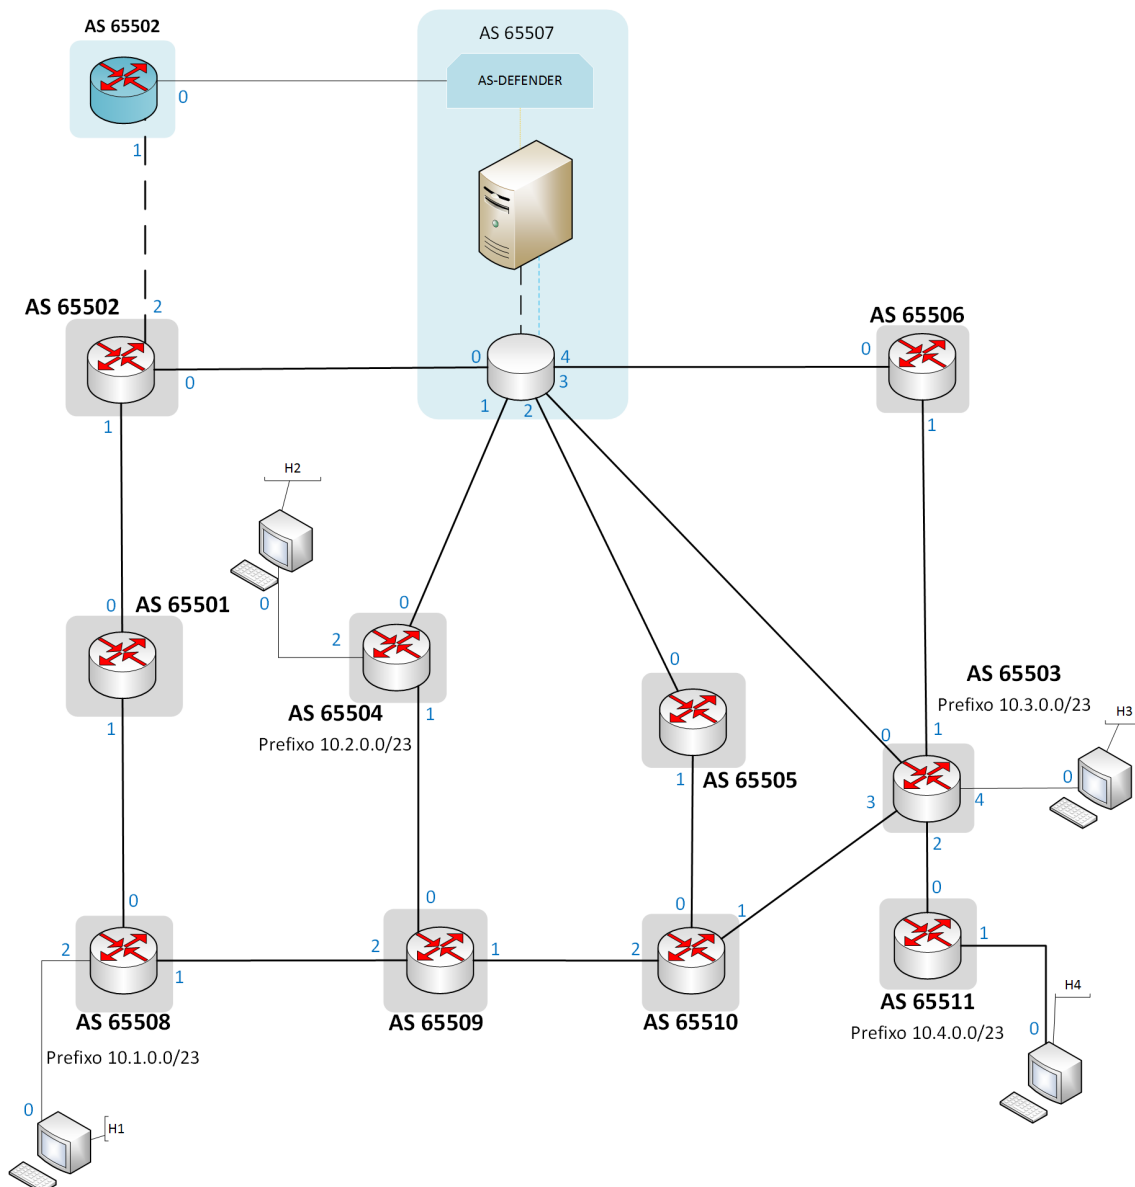 AS 65502
AS 65507
AS-DEFENDER
0
1
AS 65502
2
AS 65506
0
0
4
0
3
1
2
1
1
H2
0
AS 65501
0
0
2
0
AS 65503
Prefixo 10.3.0.0/23
H3
AS 65504
1
Prefixo 10.2.0.0/23
1
0
1
0
1
AS 65505
3
4
2
0
0
0
0
1
2
1
2
1
2
1
AS 65508
AS 65509
AS 65510
AS 65511
H4
Prefixo 10.1.0.0/23
Prefixo 10.4.0.0/23
0
0
H1